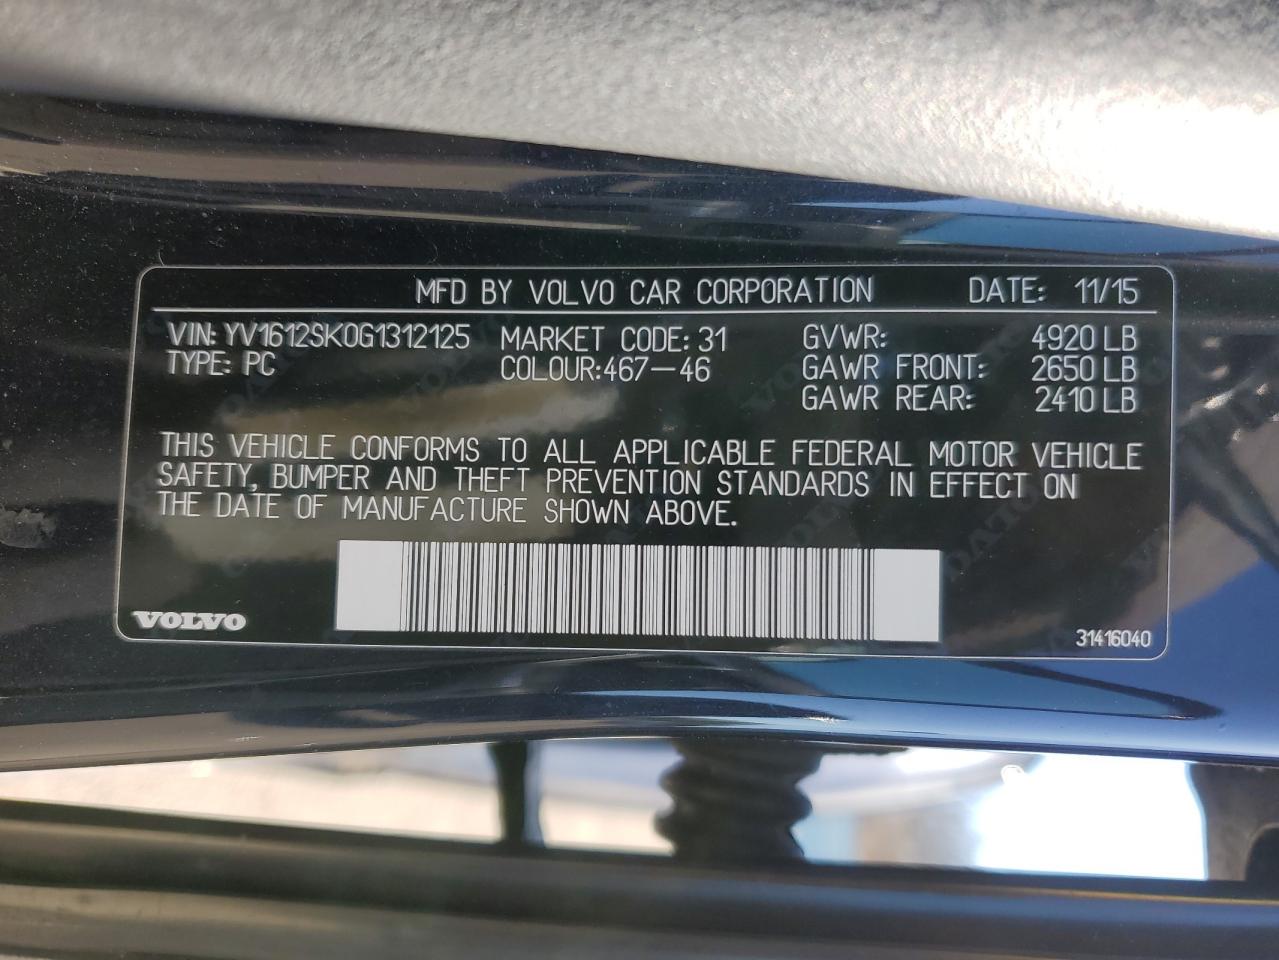 MFD BY VOLVO CAR CORPORATION DATE: 11/15
VIN: YV1612SK0G1312125 MARKET CODE: 31 GVWR: 4920 LB
TYPE: PC COLOUR:467-46 GAWR FRONT: 2650 LB
GAWR REAR: 2410 LB
THIS VEHICLE CONFORMS TO ALL APPLICABLE FEDERAL MOTOR VEHICLE
SAFETY, BUMPER AND THEFT PREVENTION STANDARDS IN EFFECT ON
THE DATE OF MANUFACTURE SHOWN ABOVE.
VOLVO 31416040